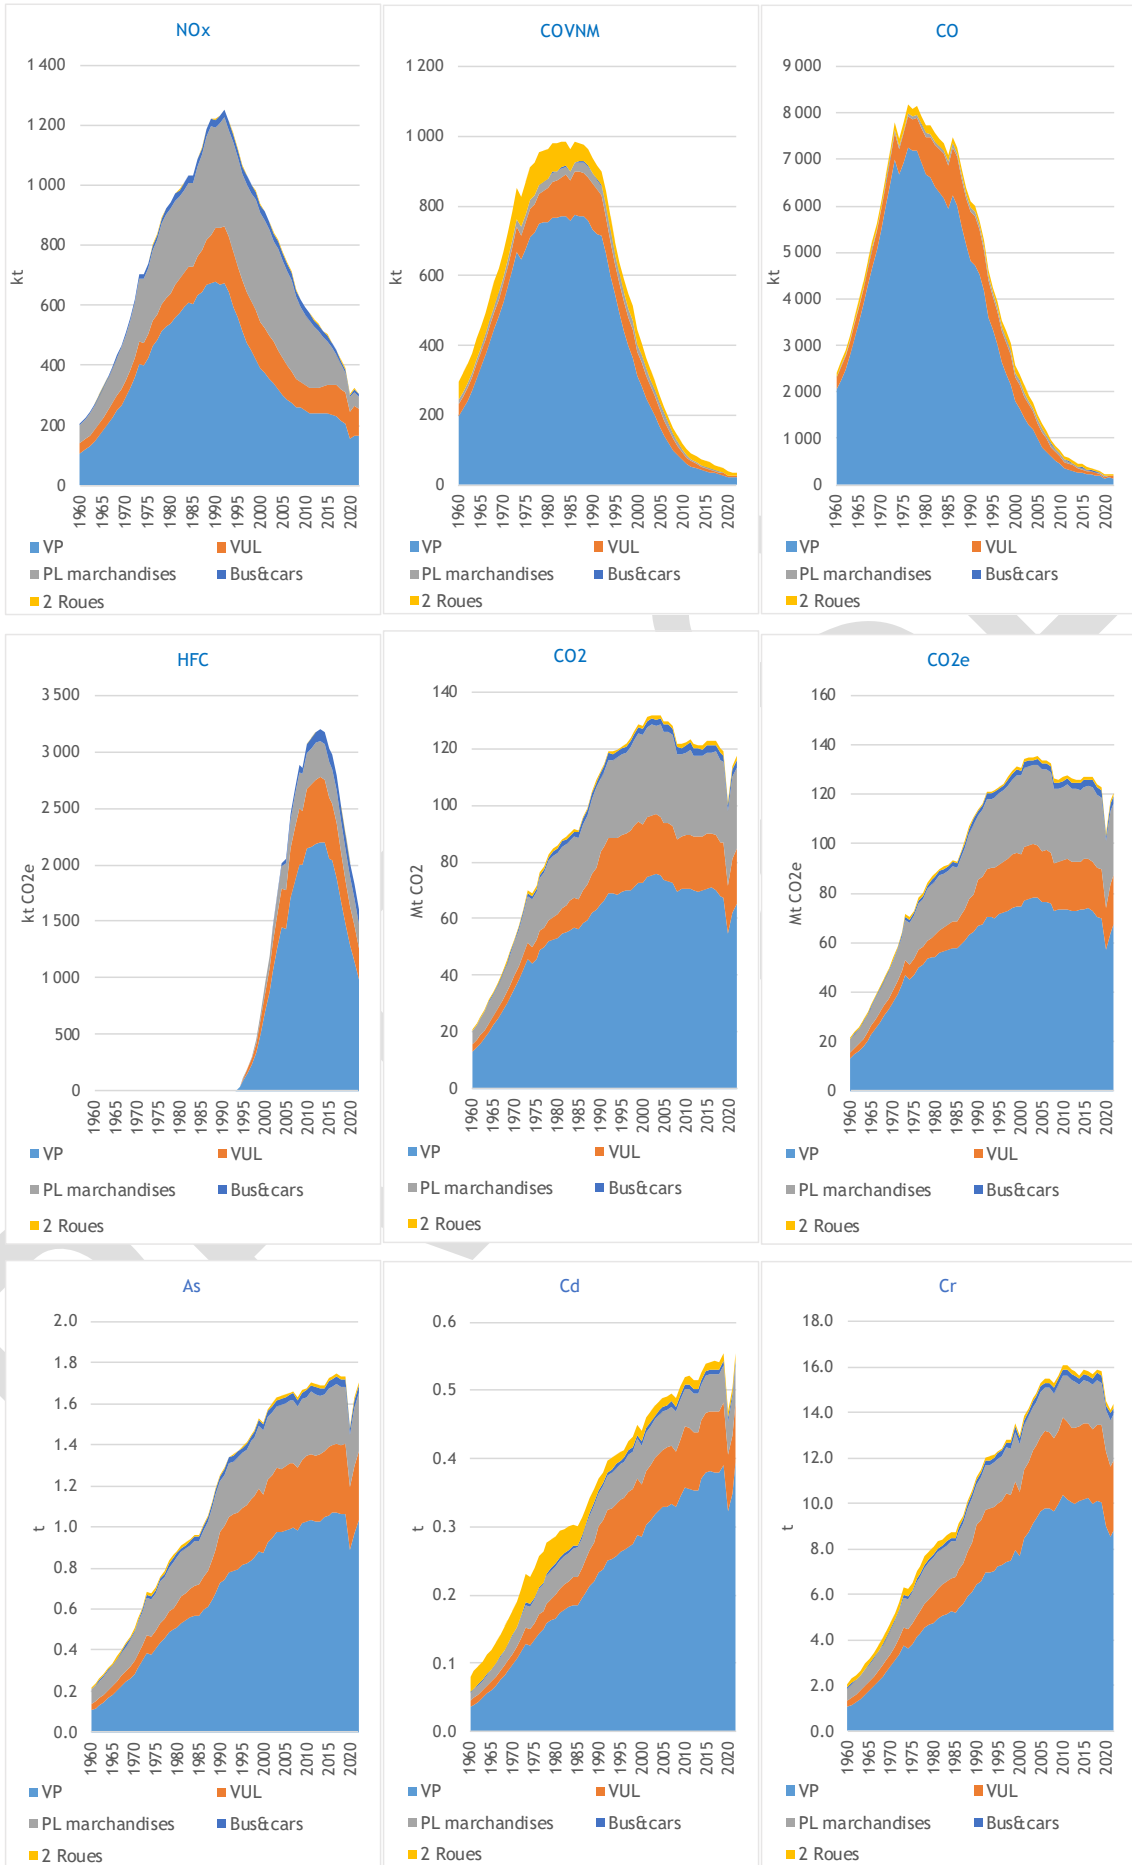 NOx
1 400
1 200
1 000
800
600
400
200
0
kt
1960 1965 1970 1975 1980 1985 1990 1995 2000 2005 2010 2015 2020
VP VUL
PL marchandises Bus&cars
2 Roues
COVNM
1 200
1 000
800
600
400
200
0
kt
1960 1965 1970 1975 1980 1985 1990 1995 2000 2005 2010 2015 2020
VP VUL
PL marchandises Bus&cars
2 Roues
CO
9 000
8 000
7 000
6 000
5 000
4 000
3 000
2 000
1 000
0
kt
1960 1965 1970 1975 1980 1985 1990 1995 2000 2005 2010 2015 2020
VP VUL
PL marchandises Bus&cars
2 Roues
HFC
3 500
3 000
2 500
2 000
1 500
1 000
500
0
kt CO2e
1960 1965 1970 1975 1980 1985 1990 1995 2000 2005 2010 2015 2020
VP VUL
PL marchandises Bus&cars
2 Roues
CO2
140
120
100
80
60
40
20
0
Mt CO2
1960 1965 1970 1975 1980 1985 1990 1995 2000 2005 2010 2015 2020
VP VUL
PL marchandises Bus&cars
2 Roues
CO2e
160
140
120
100
80
60
40
20
0
Mt CO2e
1960 1965 1970 1975 1980 1985 1990 1995 2000 2005 2010 2015 2020
VP VUL
PL marchandises Bus&cars
2 Roues
As
2.0
1.8
1.6
1.4
1.2
1.0
0.8
0.6
0.4
0.2
0.0
t
1960 1965 1970 1975 1980 1985 1990 1995 2000 2005 2010 2015 2020
VP VUL
PL marchandises Bus&cars
2 Roues
Cd
0.6
0.5
0.4
0.3
0.2
0.1
0.0
t
1960 1965 1970 1975 1980 1985 1990 1995 2000 2005 2010 2015 2020
VP VUL
PL marchandises Bus&cars
2 Roues
Cr
18.0
16.0
14.0
12.0
10.0
8.0
6.0
4.0
2.0
0.0
t
1960 1965 1970 1975 1980 1985 1990 1995 2000 2005 2010 2015 2020
VP VUL
PL marchandises Bus&cars
2 Roues